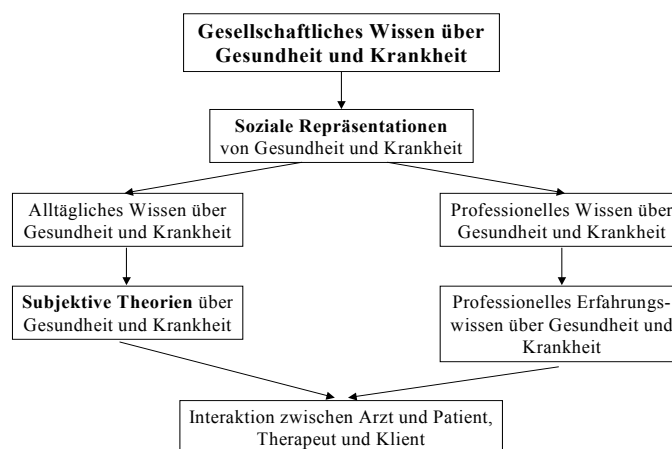 Gesellschaftliches Wissen über
Gesundheit und Krankheit
Soziale Repräsentationen
von Gesundheit und Krankheit
Alltägliches Wissen über
Gesundheit und Krankheit
Professionelles Wissen über
Gesundheit und Krankheit
Subjektive Theorien über
Gesundheit und Krankheit
Professionelles Erfahrungs-
wissen über Gesundheit und
Krankheit
Interaktion zwischen Arzt und Patient,
Therapeut und Klient